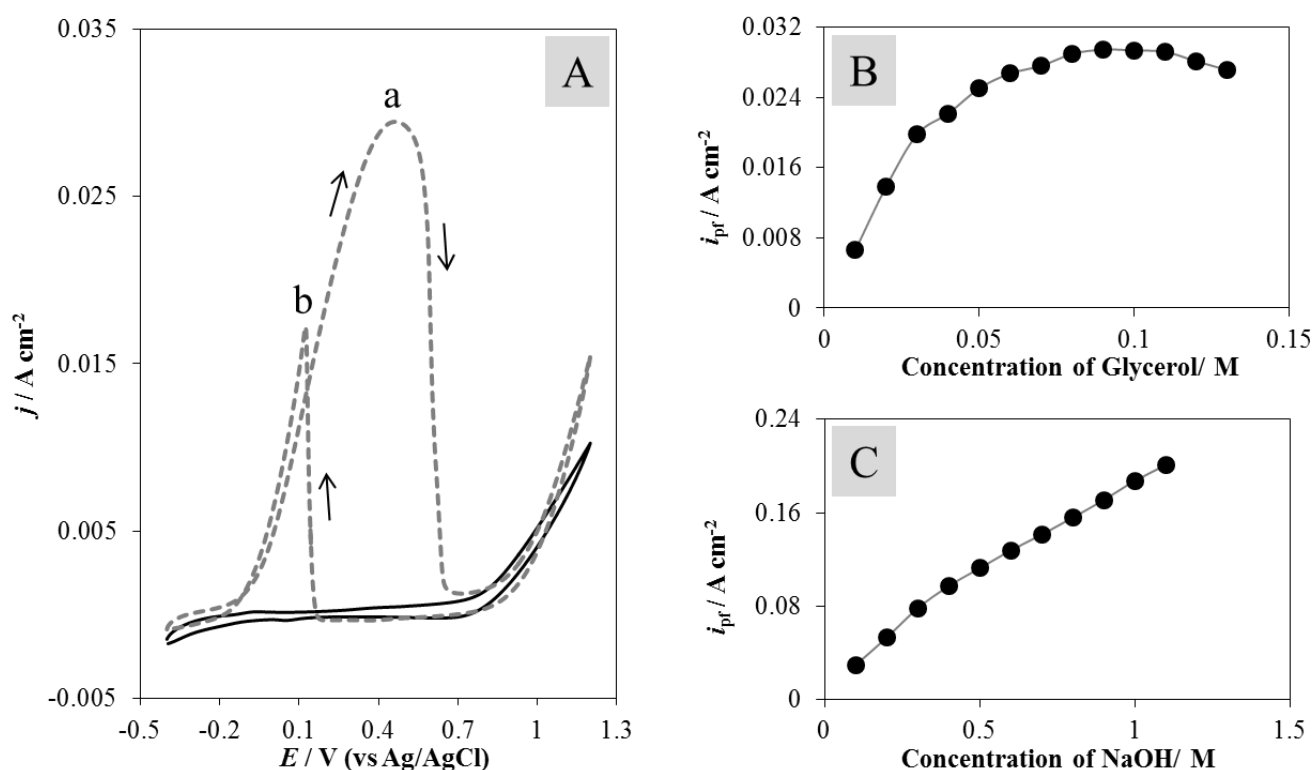 A
0.035
0.025
0.015
0.005
-0.005
j / A cm-2
a
b
-0.5 -0.2 0.1 0.4 0.7 1 1.3
E / V (vs Ag/AgCl)
B
0.032
0.024
0.016
0.008
0
ipf / A cm-2
0 0.05 0.1 0.15
Concentration of Glycerol/ M
C
0.24
0.16
0.08
0
ipf / A cm-2
0 0.5 1 1.5
Concentration of NaOH/ M